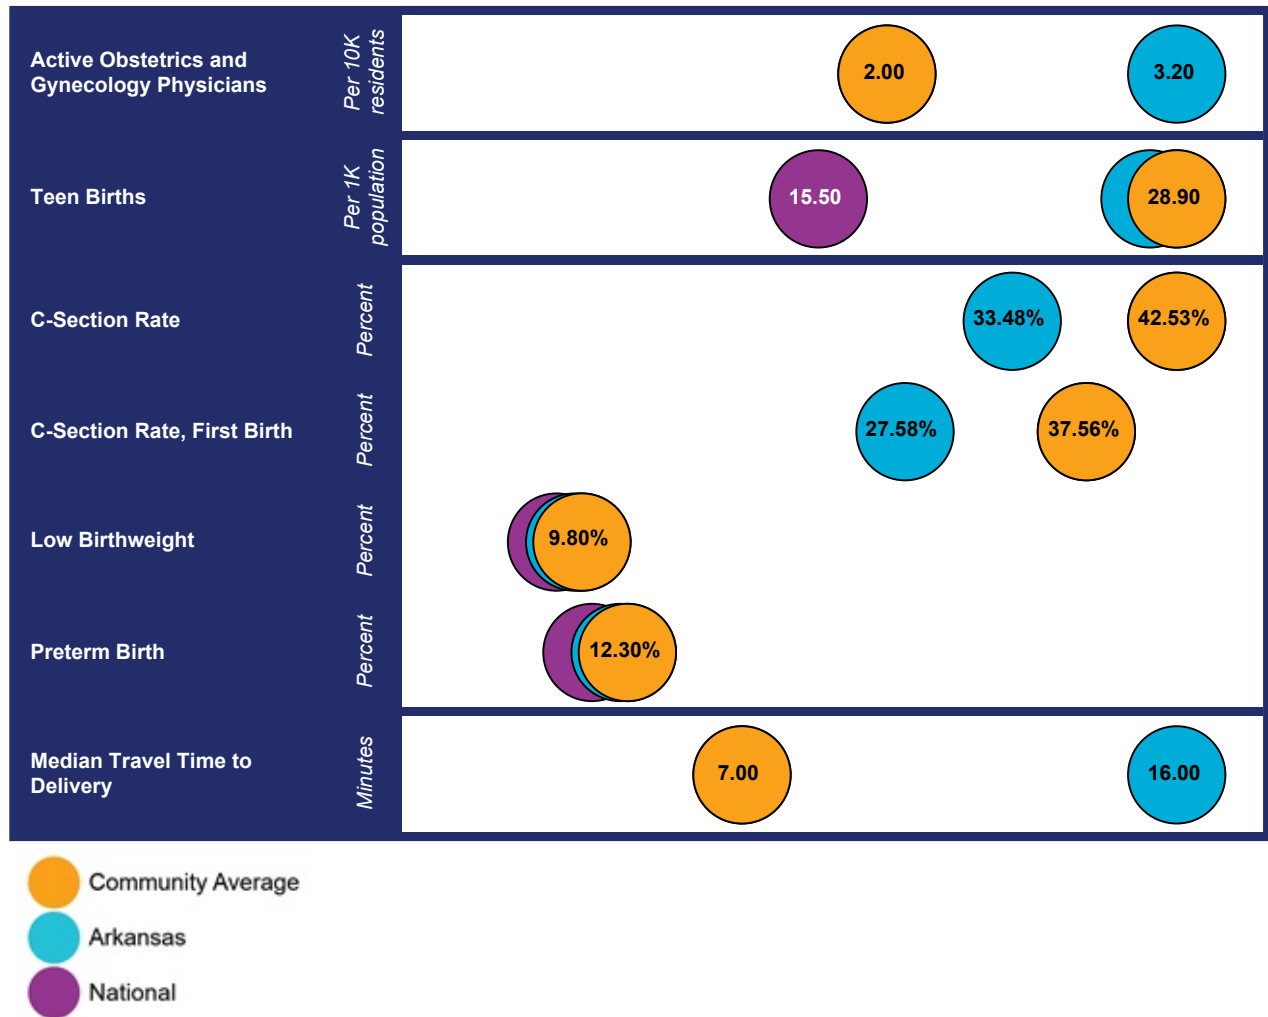 Active Obstetrics and
Gynecology Physicians
Per 10K
residents
2.00
3.20
Teen Births
Per 1K
population
15.50
28.90
C-Section Rate
Percent
33.48%
42.53%
C-Section Rate, First Birth
Percent
27.58%
37.56%
Low Birthweight
Percent
9.80%
Preterm Birth
Percent
12.30%
Median Travel Time to
Delivery
Minutes
7.00
16.00
Community Average
Arkansas
National